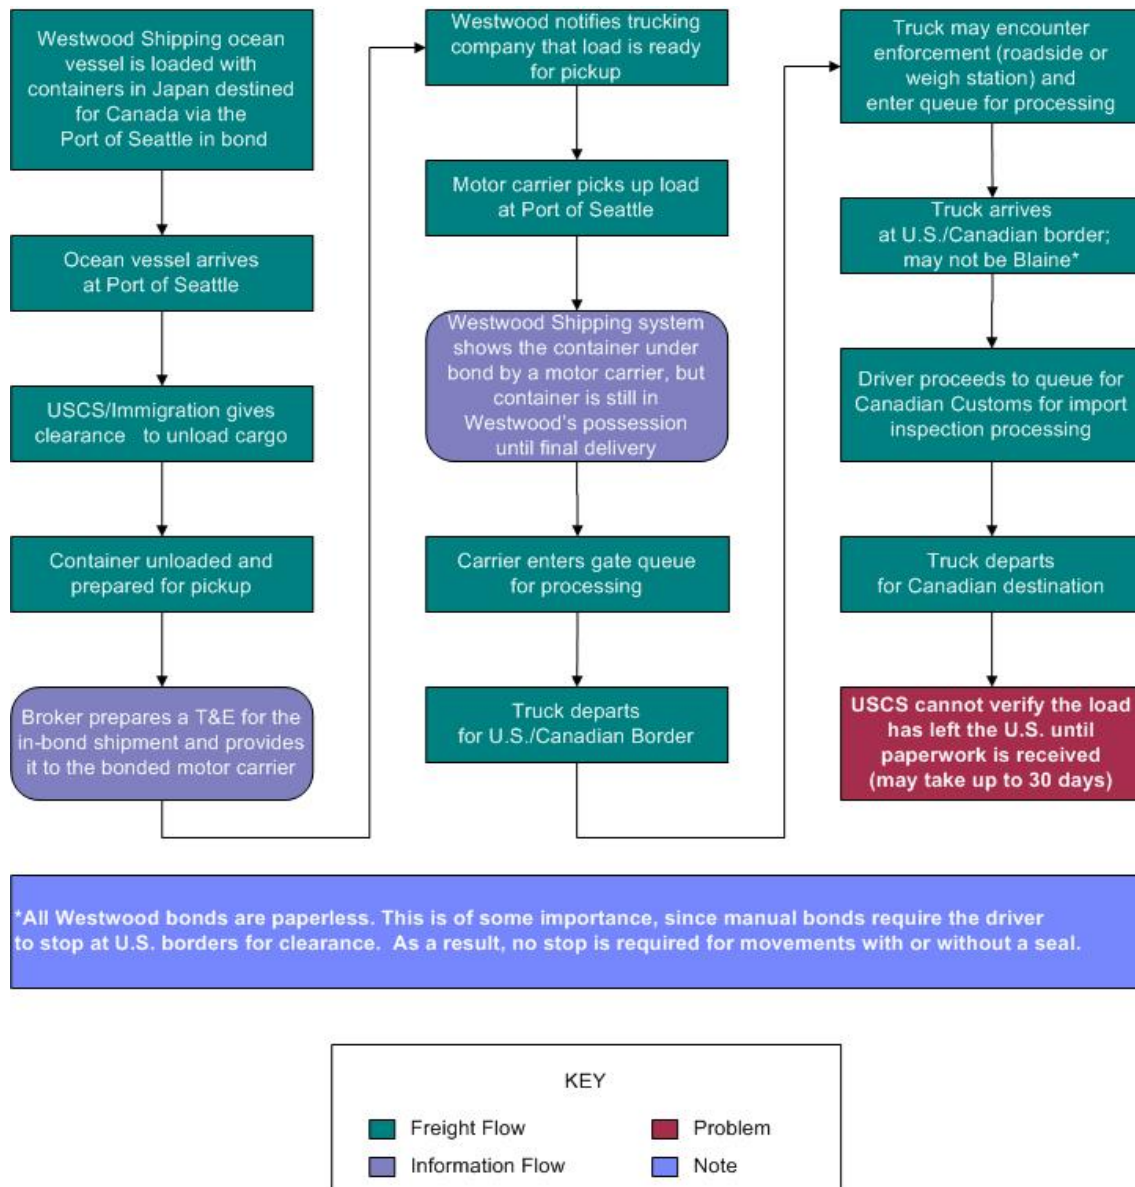 Westwood Shipping ocean
vessel is loaded with
containers in Japan destined
for Canada via the
Port of Seattle in bond
Ocean vessel arrives
at Port of Seattle
USCS/Immigration gives
clearance to unload cargo
Container unloaded and
prepared for pickup
Broker prepares a T&E for the
in-bond shipment and provides
it to the bonded motor carrier
Westwood notifies trucking
company that load is ready
for pickup
Motor carrier picks up load
at Port of Seattle
Westwood Shipping system
shows the container under
bond by a motor carrier, but
container is still in
Westwood's possession
until final delivery
Carrier enters gate queue
for processing
Truck departs
for U.S./Canadian Border
Truck may encounter
enforcement (roadside or
weigh station) and
enter queue for processing
Truck arrives
at U.S./Canadian border;
may not be Blaine*
Driver proceeds to queue for
Canadian Customs for import
inspection processing
Truck departs
for Canadian destination
USCS cannot verify the load
has left the U.S. until
paperwork is received
(may take up to 30 days)
*All Westwood bonds are paperless. This is of some importance, since manual bonds require the driver
to stop at U.S. borders for clearance. As a result, no stop is required for movements with or without a seal.
KEY
Freight Flow
Problem
Information Flow
Note